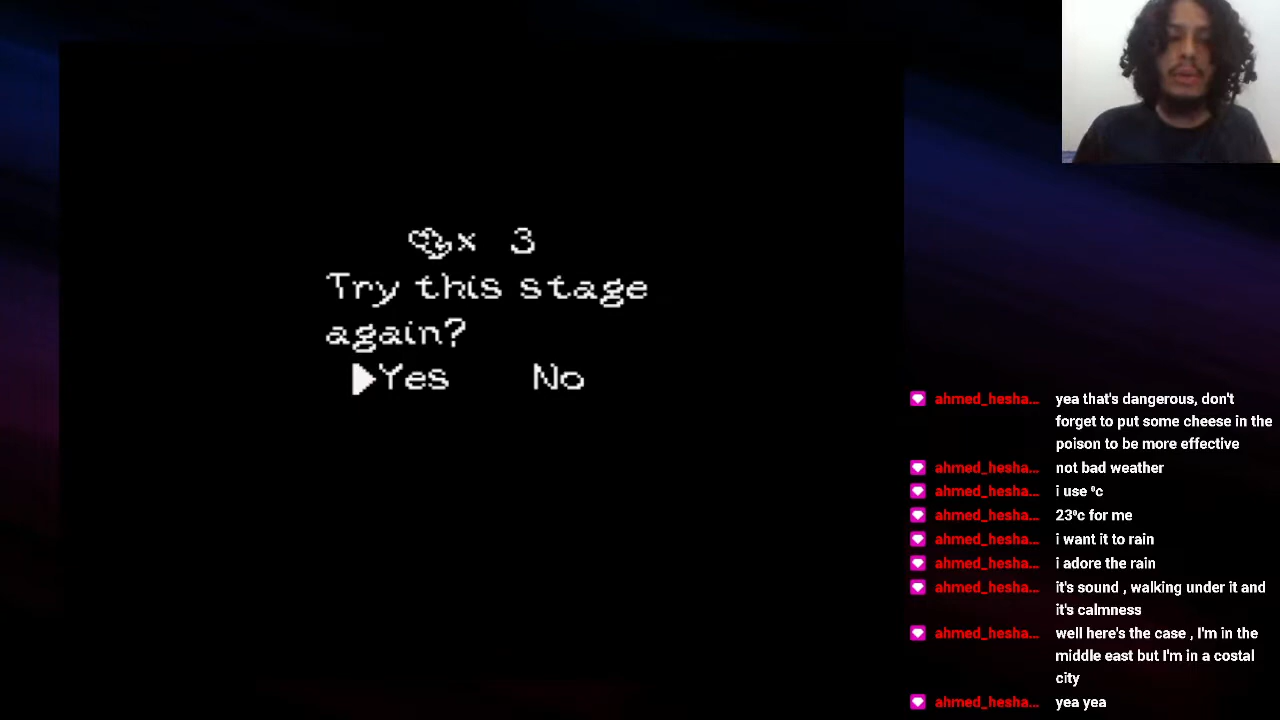 x 3
Try this stage
again?
▶Yes No
ahmed_hesha... yea that's dangerous, don't
forget to put some cheese in the
poison to be more effective
ahmed_hesha... not bad weather
ahmed_hesha... i use ⁰c
ahmed_hesha... 23⁰c for me
ahmed_hesha... i want it to rain
ahmed_hesha... i adore the rain
ahmed_hesha... it's sound , walking under it and
it's calmness
ahmed_hesha... well here's the case , I'm in the
middle east but I'm in a costal
city
ahmed_hesha... yea yea